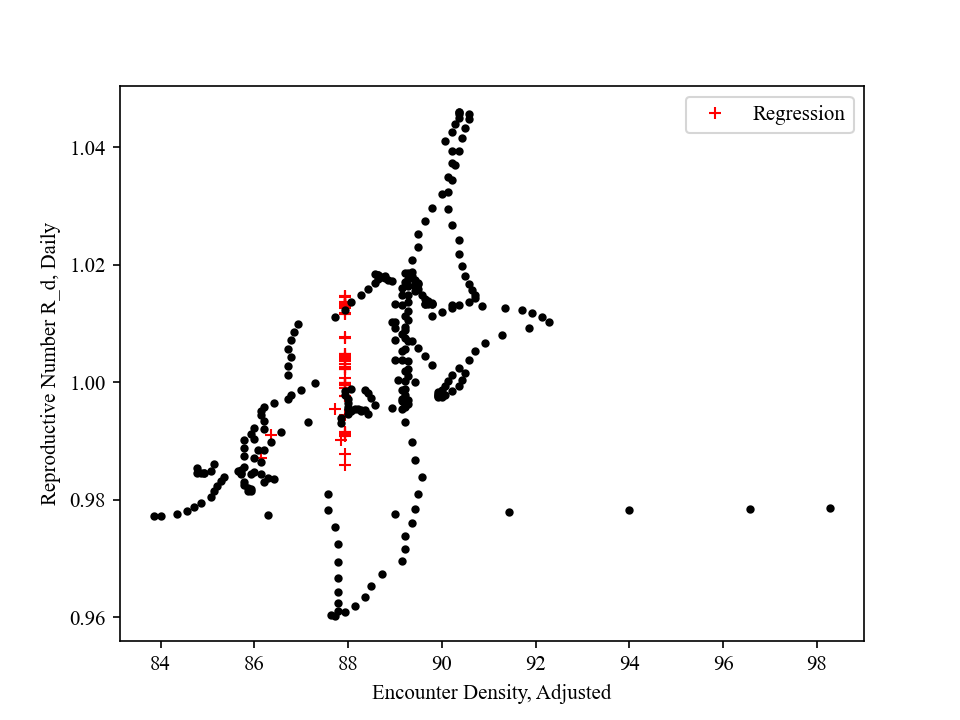 Regression
1.04
1.02
1.00
0.98
0.96
Reproductive Number R_d, Daily
84 86 88 90 92 94 96 98
Encounter Density, Adjusted